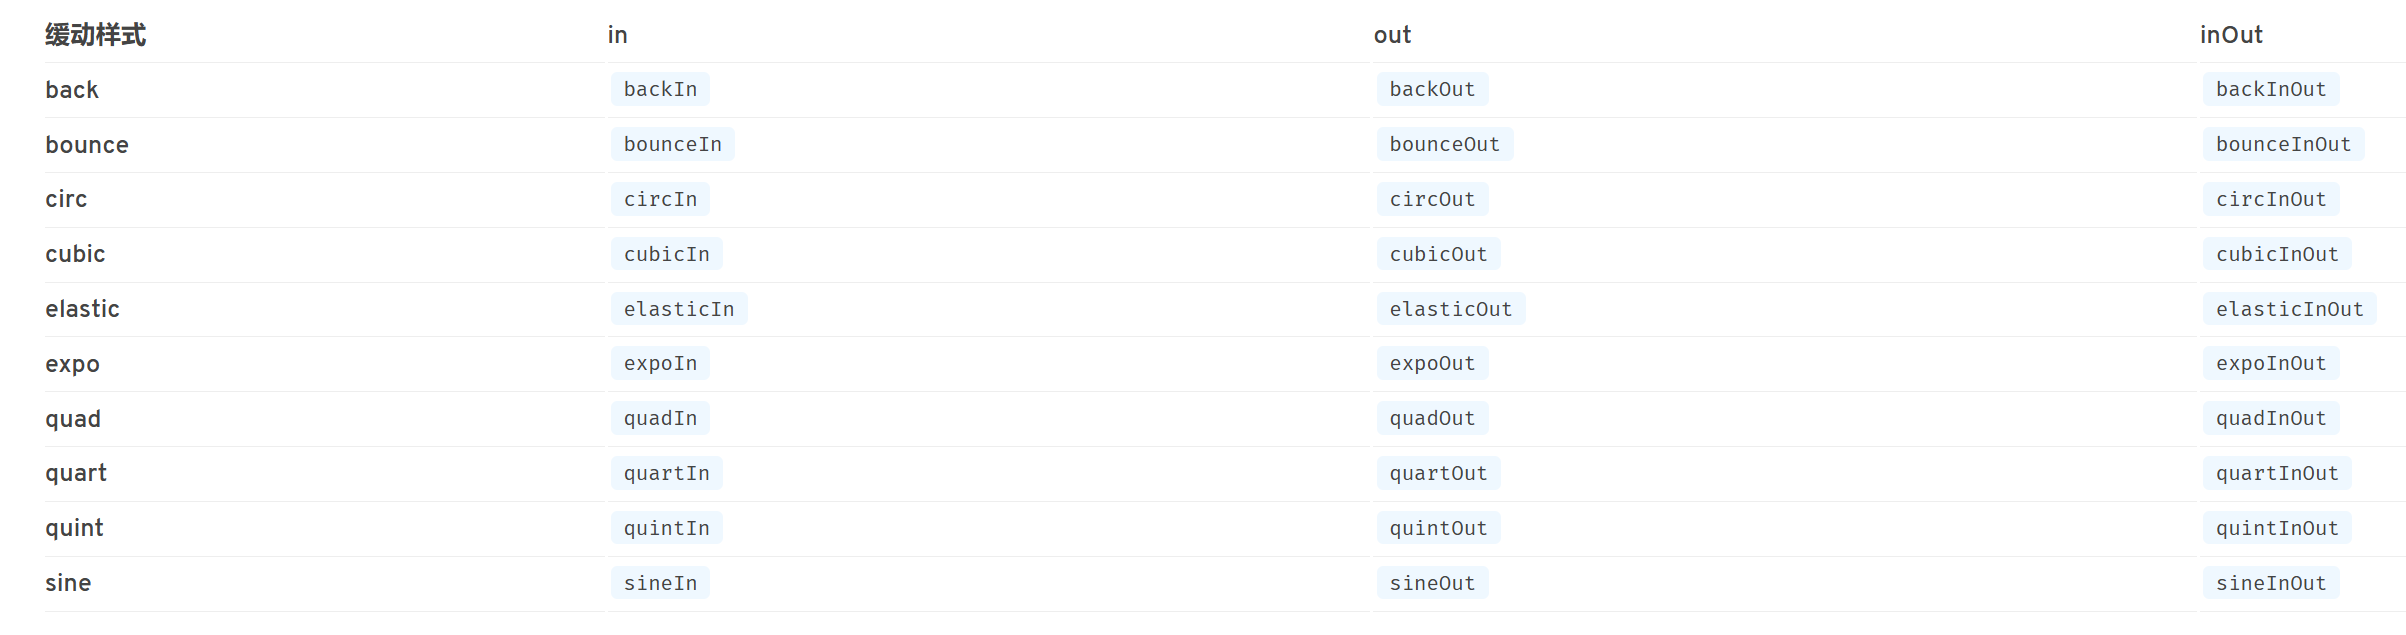 缓动样式 in out inOut
back backIn backOut backInOut
bounce bounceIn bounceOut bounceInOut
circ circIn circOut circInOut
cubic cubicIn cubicOut cubicInOut
elastic elasticIn elasticOut elasticInOut
expo expoIn expoOut expoInOut
quad quadIn quadOut quadInOut
quart quartIn quartOut quartInOut
quint quintIn quintOut quintInOut
sine sineIn sineOut sineInOut